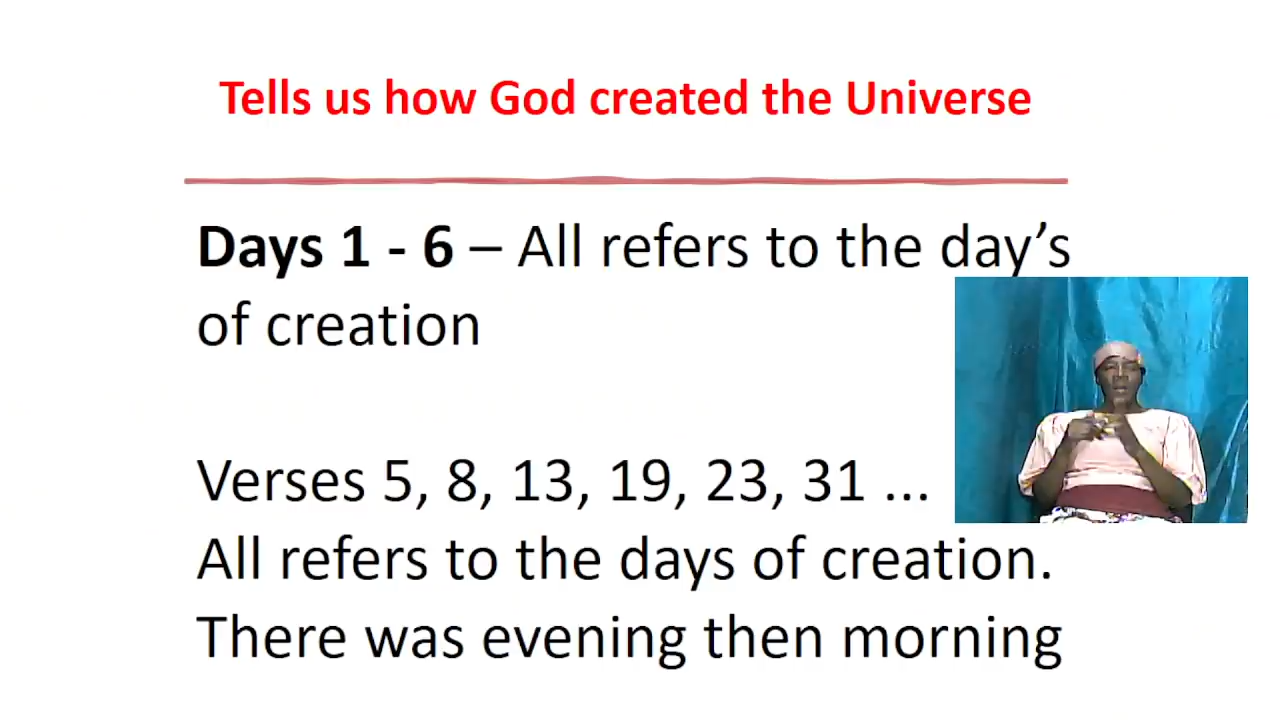 Tells us how God created the Universe
Days 1 - 6 – All refers to the day’s
of creation
Verses 5, 8, 13, 19, 23, 31 ...
All refers to the days of creation.
There was evening then morning